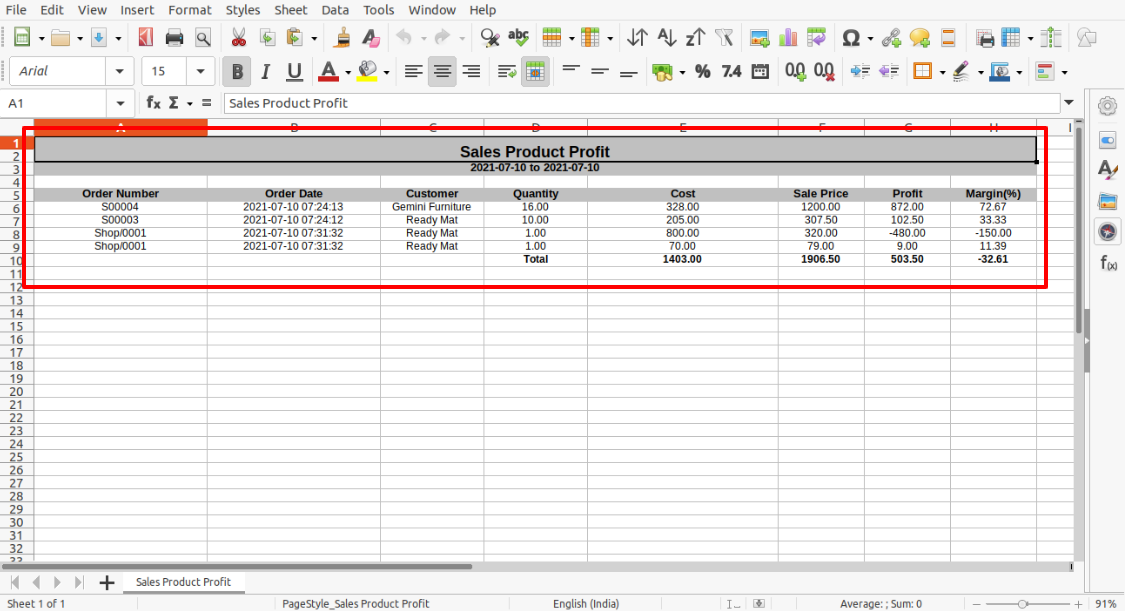 File Edit View Insert Format Styles Sheet Data Tools Window Help
Arial 15 B I U A % 7.4 0.0 0.0
A1 fx Σ = Sales Product Profit
A B C D E F G H I
1 Sales Product Profit
2
3 2021-07-10 to 2021-07-10
4
5 Order Number Order Date Customer Quantity Cost Sale Price Profit Margin(%)
6 S00004 2021-07-10 07:24:13 Gemini Furniture 16.00 328.00 1200.00 872.00 72.67
7 S00003 2021-07-10 07:24:12 Ready Mat 10.00 205.00 307.50 102.50 33.33
8 Shop/0001 2021-07-10 07:31:32 Ready Mat 1.00 800.00 320.00 -480.00 -150.00
9 Shop/0001 2021-07-10 07:31:32 Ready Mat 1.00 70.00 79.00 9.00 11.39
10 Total 1403.00 1906.50 503.50 -32.61
11
12
13
14
15
16
17
18
19
20
21
22
23
24
25
26
27
28
29
30
31
32
33
Sales Product Profit
Sheet 1 of 1 PageStyle_Sales Product Profit English (India) Average: ; Sum: 0 91%